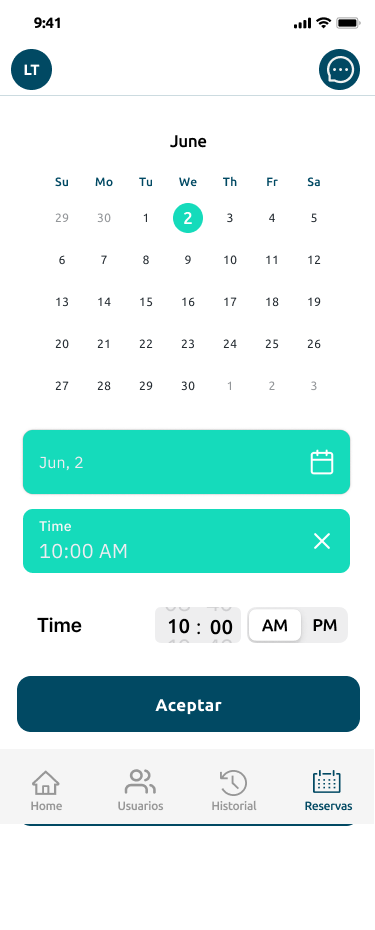 9:41
LT
June
Su Mo Tu We Th Fr Sa
29 30 1 2 3 4 5
6 7 8 9 10 11 12
13 14 15 16 17 18 19
20 21 22 23 24 25 26
27 28 29 30 1 2 3
Jun, 2
Time
10:00 AM
Time 10 : 00 AM PM
Aceptar
Home Usuarios Historial Reservas